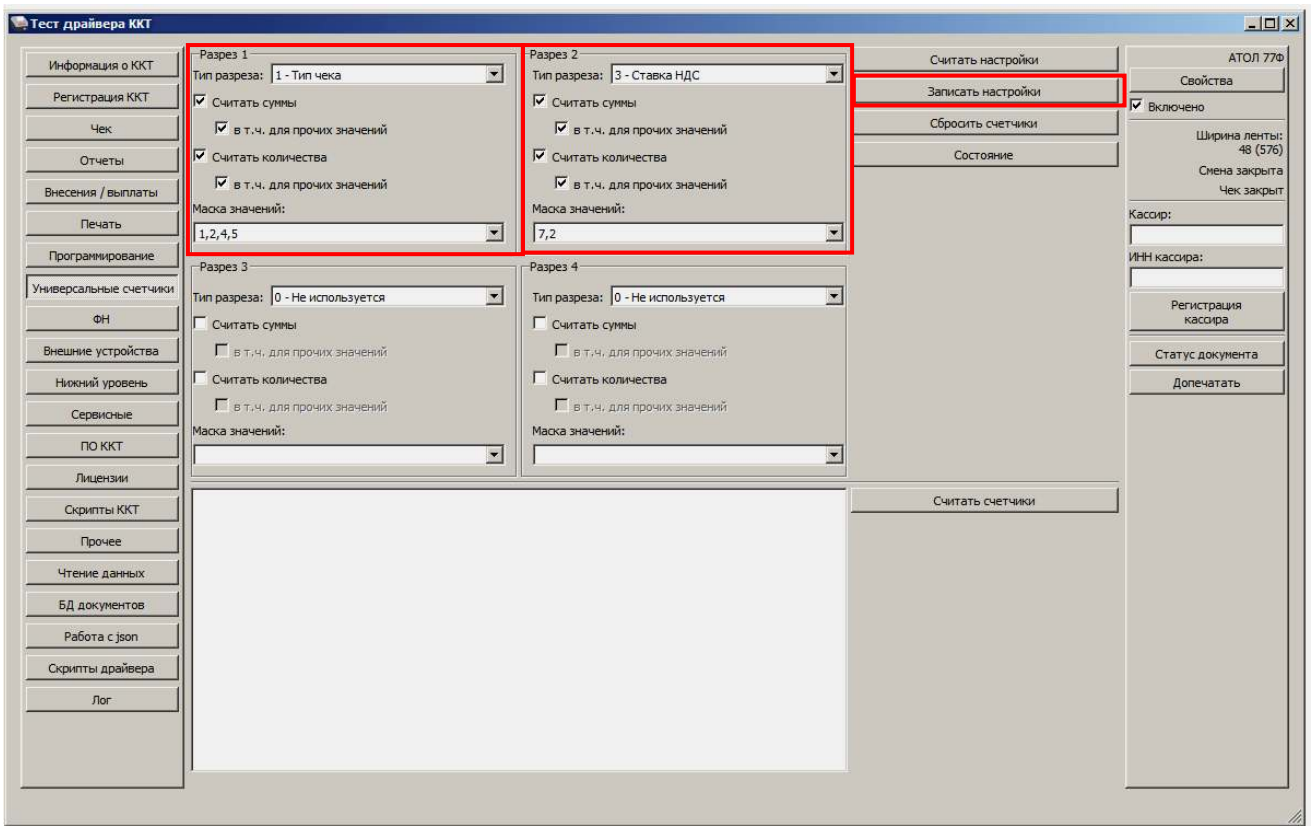 Тест драйвера ККТ
Информация о ККТ
Регистрация ККТ
Чек
Отчеты
Внесения / выплаты
Печать
Программирование
Универсальные счетчики
ФН
Внешние устройства
Нижний уровень
Сервисные
ПО ККТ
Лицензии
Скрипты ККТ
Прочее
Чтение данных
БД документов
Работа с json
Скрипты драйвера
Лог
Разрез 1
Тип разреза: 1 - Тип чека
Считать суммы
в т.ч. для прочих значений
Считать количества
в т.ч. для прочих значений
Маска значений:
1,2,4,5
Разрез 2
Тип разреза: 3 - Ставка НДС
Считать суммы
в т.ч. для прочих значений
Считать количества
в т.ч. для прочих значений
Маска значений:
7,2
Разрез 3
Тип разреза: 0 - Не используется
Считать суммы
в т.ч. для прочих значений
Считать количества
в т.ч. для прочих значений
Маска значений:
Разрез 4
Тип разреза: 0 - Не используется
Считать суммы
в т.ч. для прочих значений
Считать количества
в т.ч. для прочих значений
Маска значений:
Считать настройки
Записать настройки
Сбросить счетчики
Состояние
Считать счетчики
АТОЛ 77Ф
Свойства
Включено
Ширина ленты:
48 (576)
Смена закрыта
Чек закрыт
Кассир:
ИНН кассира:
Регистрация
кассира
Статус документа
Допечатать